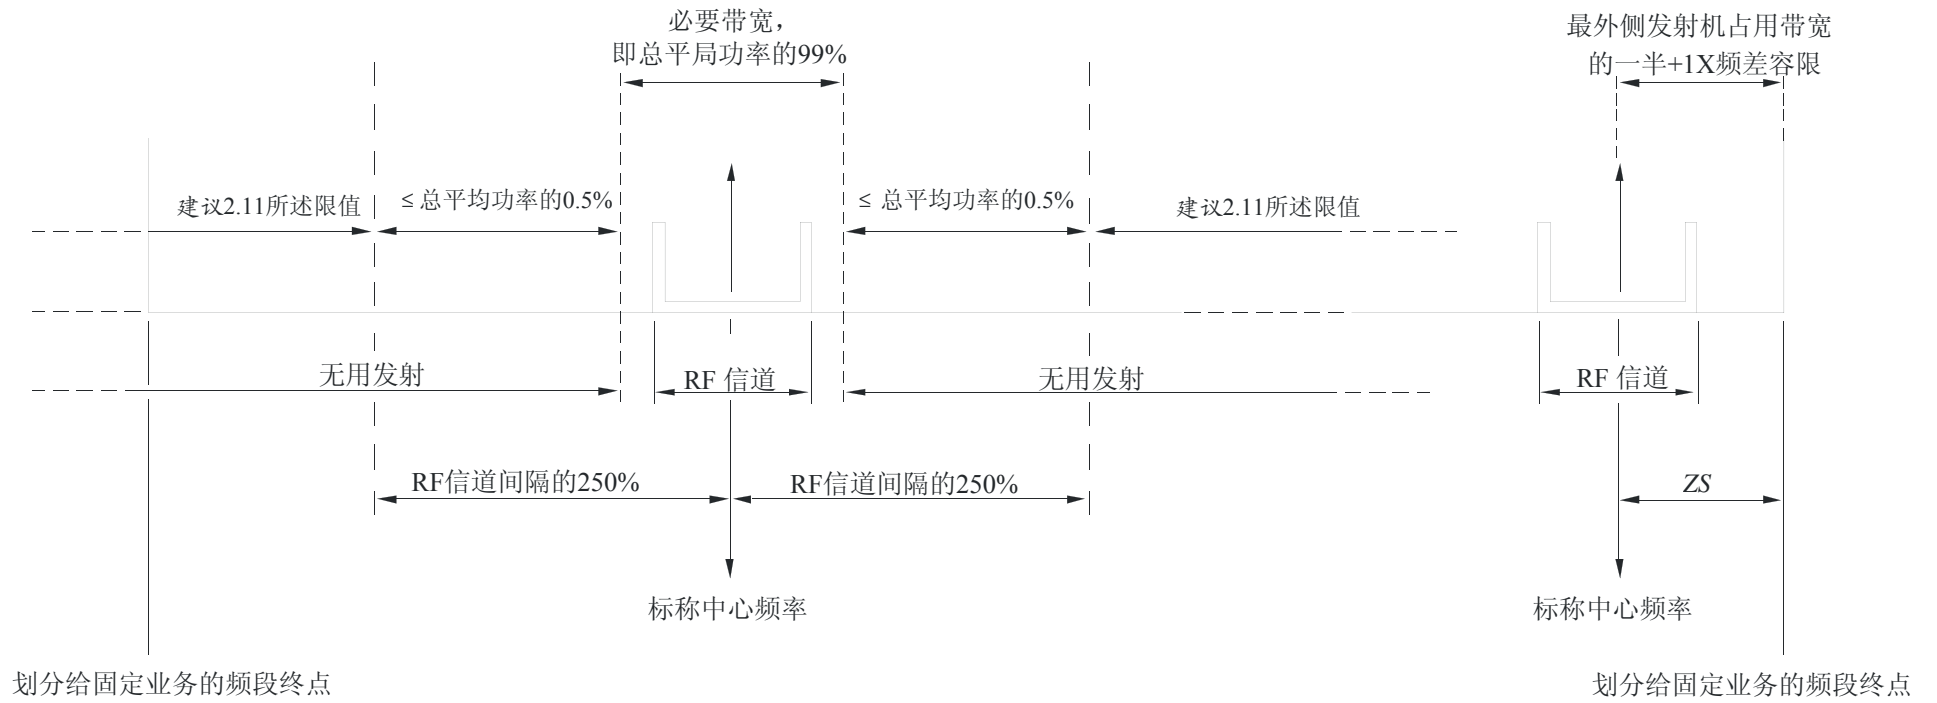 必要带宽，
即总平局功率的99%
最外侧发射机占用带宽
的一半+1X频差容限
建议2.11所述限值
≤ 总平均功率的0.5%
≤ 总平均功率的0.5%
建议2.11所述限值
无用发射
RF 信道
无用发射
RF 信道
RF信道间隔的250%
RF信道间隔的250%
ZS
标称中心频率
标称中心频率
划分给固定业务的频段终点
划分给固定业务的频段终点